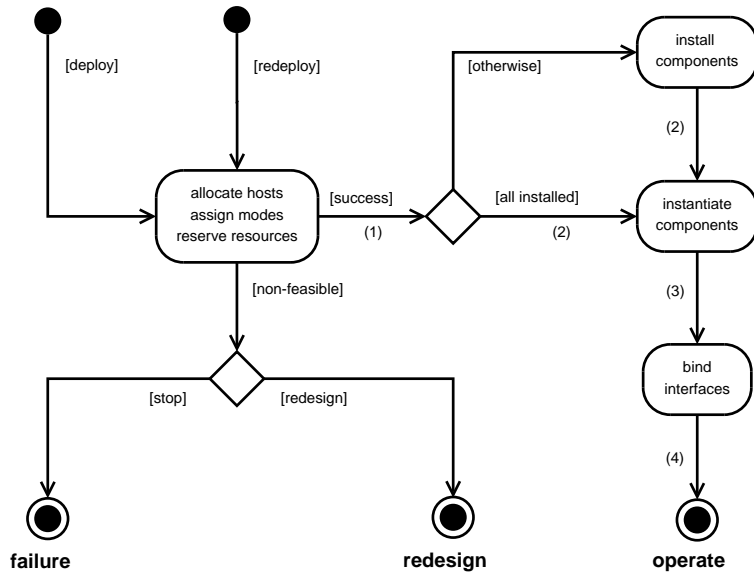 [deploy]
[redeploy]
[otherwise]
install
components
(2)
allocate hosts
assign modes
reserve resources
[success]
(1)
[all installed]
(2)
instantiate
components
[non-feasible]
(3)
bind
interfaces
[stop]
[redesign]
(4)
failure
redesign
operate